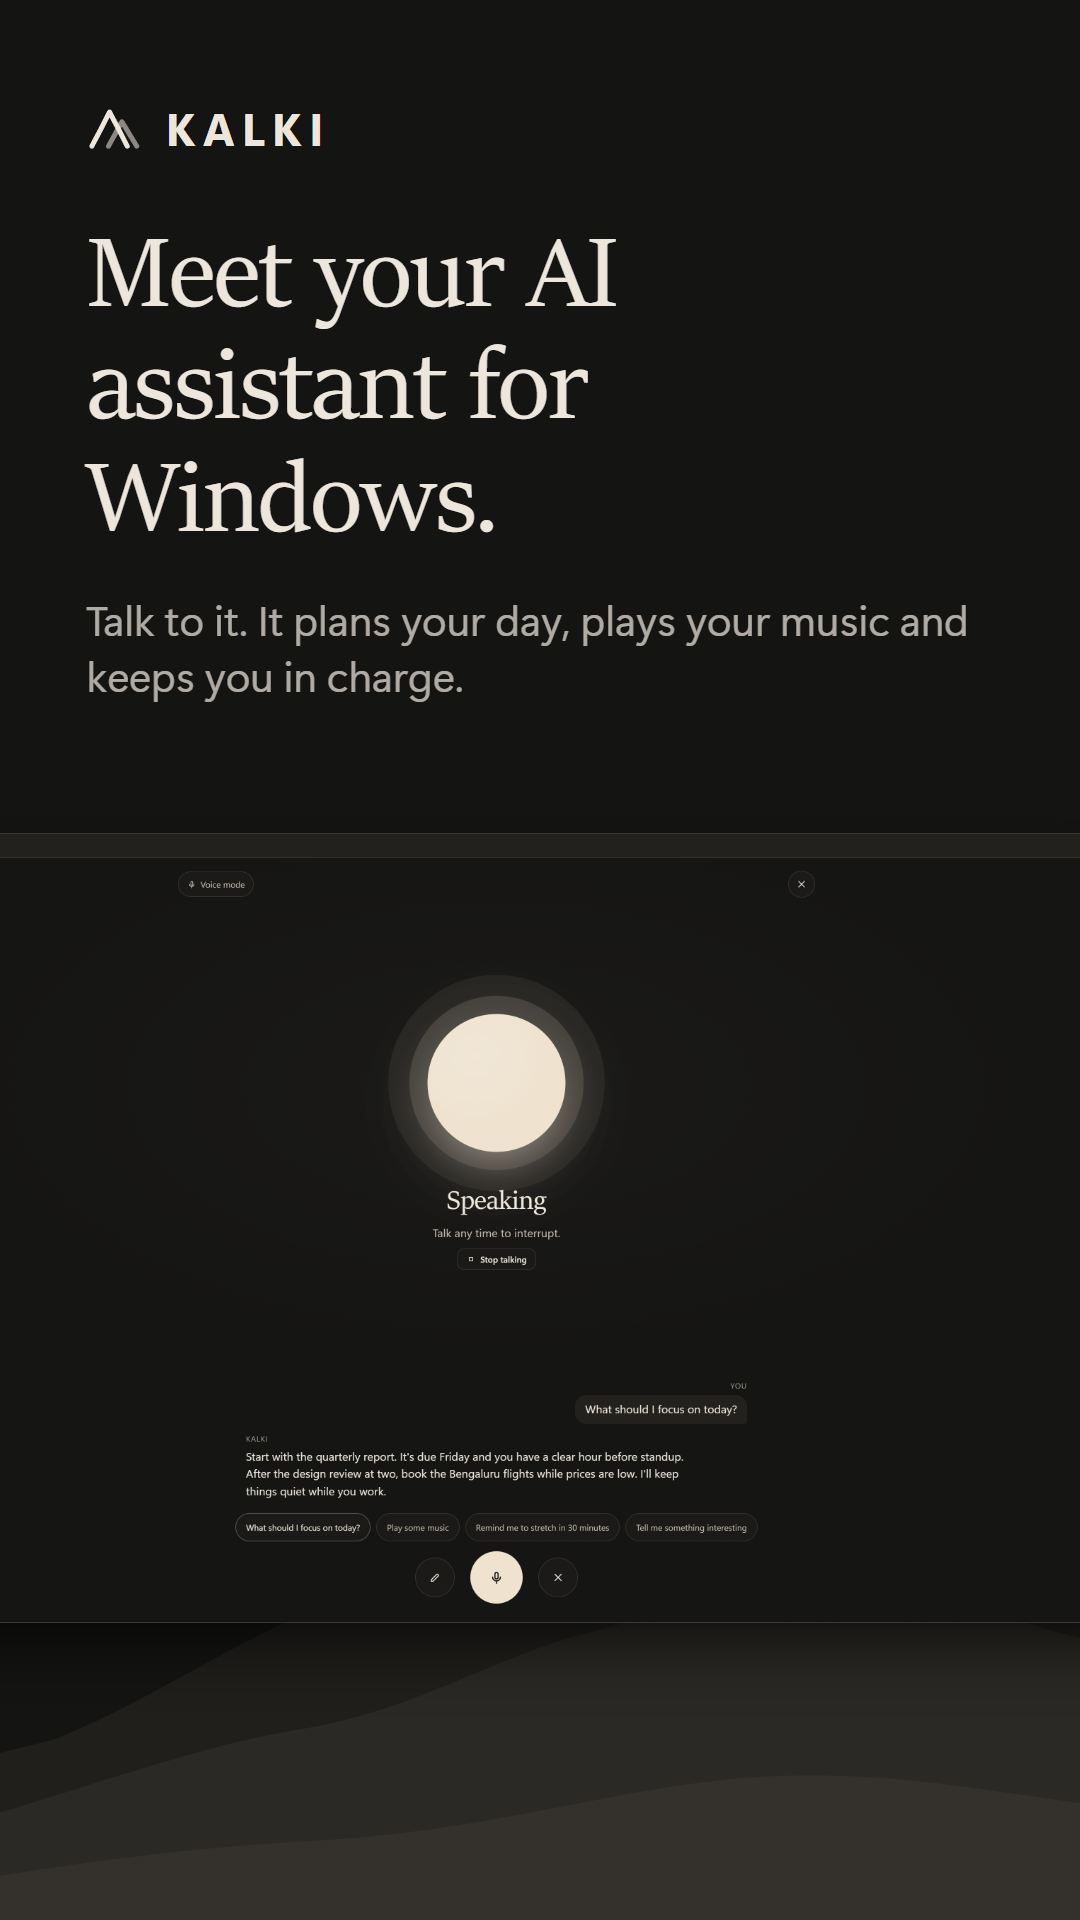 KALKI
Meet your AI
assistant for
Windows.
Talk to it. It plans your day, plays your music and
keeps you in charge.
Voice mode
Speaking
Talk any time to interrupt.
Stop talking
YOU
What should I focus on today?
KALKI
Start with the quarterly report. It's due Friday and you have a clear hour before standup.
After the design review at two, book the Bengaluru flights while prices are low. I'll keep
things quiet while you work.
What should I focus on today?
Play some music
Remind me to stretch in 30 minutes
Tell me something interesting